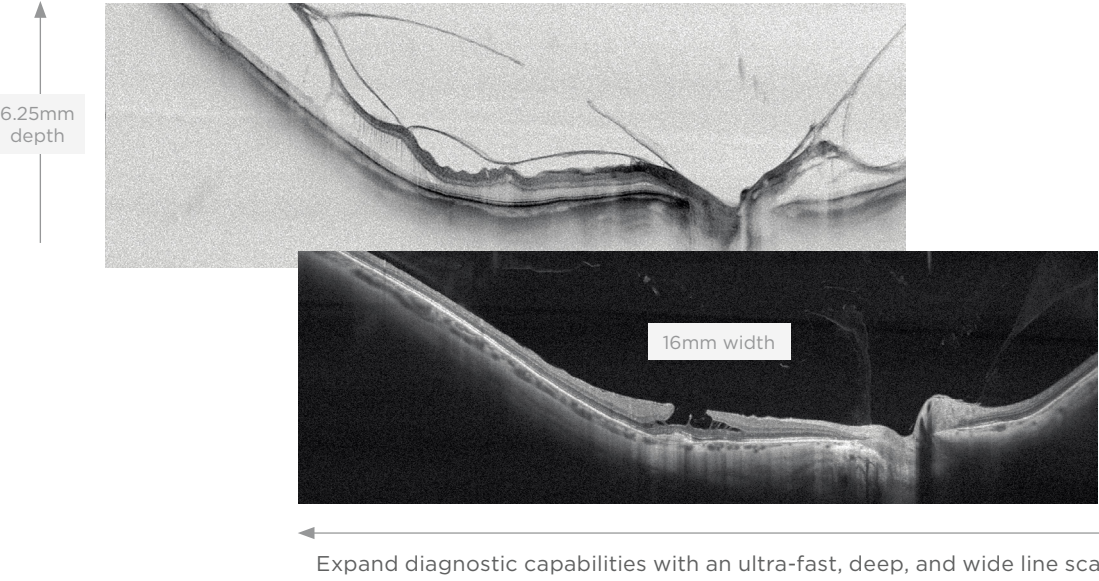 6.25mm
depth
16mm width
Expand diagnostic capabilities with an ultra-fast, deep, and wide line sca